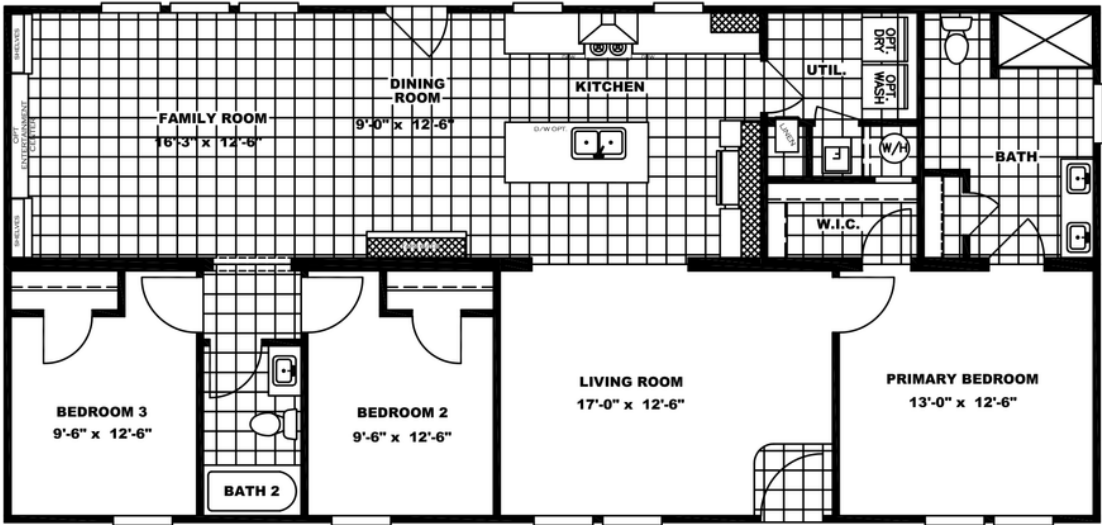 SHELVES
OPT
ENTERTAINMENT
CENTER
SHELVES
FAMILY ROOM
16'-3" x 12'-6"
DINING
ROOM
9'-0" x 12'-6"
KITCHEN
D/W OPT.
UTIL.
OPT.
DRY
OPT.
WASH
LINEN
F
H/W
W.I.C.
BATH
BEDROOM 3
9'-6" x 12'-6"
BATH 2
BEDROOM 2
9'-6" x 12'-6"
LIVING ROOM
17'-0" x 12'-6"
PRIMARY BEDROOM
13'-0" x 12'-6"